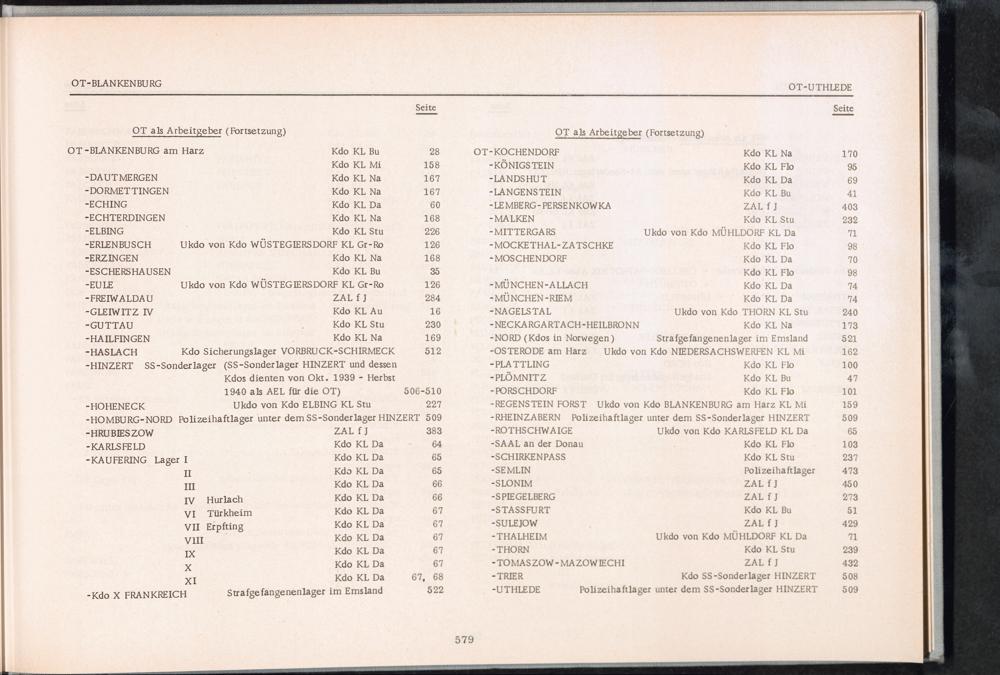 OT-BLANKENBURG
OT-UTHLEDE
Seite
OT als Arbeitgeber (Fortsetzung)
OT-BLANKENBURG am Harz Kdo KL Bu 28
Kdo KL Mi 158
-DAUTMERGEN Kdo KL Na 167
-DORMETTINGEN Kdo KL Na 167
-ECHING Kdo KL Da 60
-ECHTERDINGEN Kdo KL Na 168
-ELBING Kdo KL Stu 226
-ERLENBUSCH Ukdo von Kdo WÜSTEGIERSDORF KL Gr-Ro 126
-ERZINGEN Kdo KL Na 168
-ESCHERSHAUSEN Kdo KL Bu 35
-EULE Ukdo von Kdo WÜSTEGIERSDORF KL Gr-Ro 126
-FREIWALDAU ZAL f J 284
-GLEIWITZ IV Kdo KL Au 16
-GUTTAU Kdo KL Stu 230
-HAILFINGEN Kdo KL Na 169
-HASLACH Kdo Sicherungslager VORBRUCK-SCHIRMECK 512
-HINZERT SS-Sonderlager (SS-Sonderlager HINZERT und dessen
Kdos dienten von Okt. 1939 - Herbst
1940 als AEL für die OT) 506-510
-HOHENECK Ukdo von Kdo ELBING KL Stu 227
-HOMBURG-NORD Polizeihaftlager unter dem SS-Sonderlager HINZERT 509
-HRUBIESZOW ZAL f J 383
-KARLSFELD Kdo KL Da 64
-KAUFERING Lager I Kdo KL Da 65
II Kdo KL Da 65
III Kdo KL Da 66
IV Hurlach Kdo KL Da 66
VI Türkheim Kdo KL Da 67
VII Erpfting Kdo KL Da 67
VIII Kdo KL Da 67
IX Kdo KL Da 67
X Kdo KL Da 67
XI Kdo KL Da 67, 68
-Kdo X FRANKREICH Strafgefangenenlager im Emsland 522
Seite
OT als Arbeitgeber (Fortsetzung)
OT-KOCHENDORF Kdo KL Na 170
-KÖNIGSTEIN Kdo KL Flo 95
-LANDSHUT Kdo KL Da 69
-LANGENSTEIN Kdo KL Bu 41
-LEMBERG-PERSENKOWKA ZAL f J 403
-MALKEN Kdo KL Stu 232
-MITTERGARS Ukdo von Kdo MÜHLDORF KL Da 71
-MOCKETHAL-ZATSCHKE Kdo KL Flo 98
-MOSCHENDORF Kdo KL Da 70
Kdo KL Flo 98
-MÜNCHEN-ALLACH Kdo KL Da 74
-MÜNCHEN-RIEM Kdo KL Da 74
-NAGELSTAL Ukdo von Kdo THORN KL Stu 240
-NECKARGARTACH-HEILBRONN Kdo KL Na 173
-NORD (Kdos in Norwegen) Strafgefangenenlager im Emsland 521
-OSTERODE am Harz Ukdo von Kdo NIEDERSACHSWERFEN KL Mi 162
-PLATTLING Kdo KL Flo 100
-PLÖMNITZ Kdo KL Bu 47
-PORSCHDORF Kdo KL Flo 101
-REGENSTEIN FORST Ukdo von Kdo BLANKENBURG am Harz KL Mi 159
-RHEINZABERN Polizeihaftlager unter dem SS-Sonderlager HINZERT 509
-ROTHSCHWAIGE Ukdo von Kdo KARLSFELD KL Da 65
-SAAL an der Donau Kdo KL Flo 103
-SCHIRKENPASS Kdo KL Stu 237
-SEMLIN Polizeihaftlager 473
-SLONIM ZAL f J 450
-SPIEGELBERG ZAL f J 273
-STASSFURT Kdo KL Bu 51
-SULEJOW ZAL f J 429
-THALHEIM Ukdo von Kdo MÜHLDORF KL Da 71
-THORN Kdo KL Stu 239
-TOMASZOW-MAZOWIECHI ZAL f J 432
-TRIER Kdo SS-Sonderlager HINZERT 508
-UTHLEDE Polizeihaftlager unter dem SS-Sonderlager HINZERT 509
579